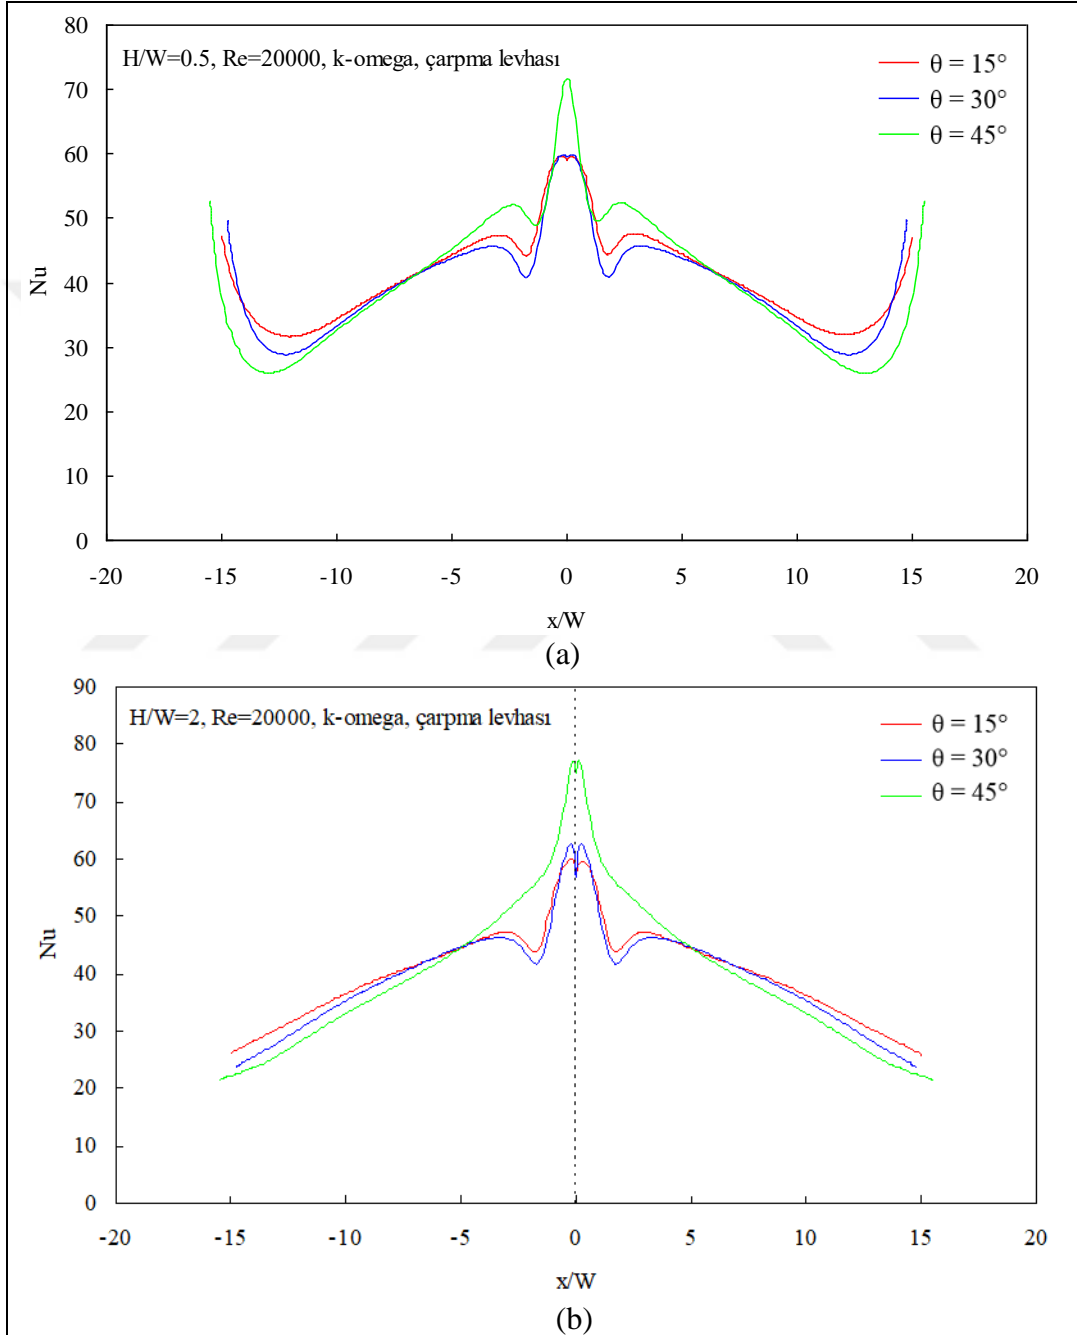 80
H/W=0.5, Re=20000, k-omega, çarpma levhası
θ = 15°
70
θ = 30°
θ = 45°
60
50
Nu
40
30
20
10
0
-20 -15 -10 -5 0 5 10 15 20
x/W
(a)
90
H/W=2, Re=20000, k-omega, çarpma levhası
θ = 15°
80
θ = 30°
θ = 45°
70
60
50
Nu
40
30
20
10
0
-20 -15 -10 -5 0 5 10 15 20
x/W
(b)